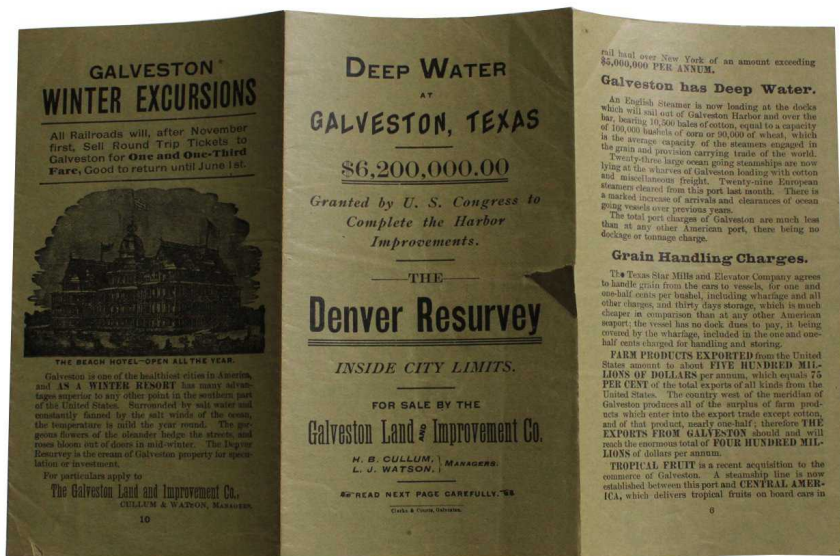 GALVESTON
WINTER EXCURSIONS
All Railroads will, after November
first, Sell Round Trip Tickets to
Galveston for One and One-Third
Fare, Good to return until June 1st.
THE BEACH HOTEL—OPEN ALL THE YEAR.
Galveston is one of the healthiest cities in America,
and AS A WINTER RESORT has many advan-
tages superior to any other point in the southern part
of the United States. Surrounded by salt water and
constantly fanned by the salt winds of the ocean,
the temperature is mild the year round. The gor-
geous flowers of the oleander hedge the streets, and
roses bloom out of doors in mid-winter. The Denver
Resurvey is the cream of Galveston property for specu-
lation or investment.
For particulars apply to
The Galveston Land and Improvement Co.,
CULLUM & WATSON, MANAGERS.
10
DEEP WATER
AT
GALVESTON, TEXAS
$6,200,000.00
Granted by U. S. Congress to
Complete the Harbor
Improvements.
THE
Denver Resurvey
INSIDE CITY LIMITS.
FOR SALE BY THE
Galveston Land AND Improvement Co.
H. B. CULLUM, } MANAGERS.
L. J. WATSON,
READ NEXT PAGE CAREFULLY.
Galveston.
rail haul over New York of an amount exceeding
$5,000,000 PER ANNUM.
Galveston has Deep Water.
An English Steamer is now loading at the docks
which will sail out of Galveston Harbor and over the
bar, bearing 10,500 bales of cotton, equal to a capacity
of 100,000 bushels of corn or 90,000 of wheat, which
is the average capacity of the steamers engaged in
the grain and provision carrying trade of the world.
Twenty-three large ocean going steamships are now
lying at the wharves of Galveston loading with cotton
and miscellaneous freight. Twenty-nine European
steamers cleared from this port last month. There is
a marked increase of arrivals and clearances of ocean
going vessels over previous years.
The total port charges of Galveston are much less
than at any other American port, there being no
dockage or tonnage charge.
Grain Handling Charges.
The Texas Star Mills and Elevator Company agrees
to handle grain from the cars to vessels, for one and
one-half cents per bushel, including wharfage and all
other charges, and thirty days storage, which is much
cheaper in comparison than at any other American
seaport; the vessel has no dock dues to pay, it being
covered by the wharfage, included in the one and one-
half cents charged for handling and storing.
FARM PRODUCTS EXPORTED from the United
States amount to about FIVE HUNDRED MIL-
LIONS OF DOLLARS per annum, which equals 75
PER CENT of the total exports of all kinds from the
United States. The country west of the meridian of
Galveston produces all of the surplus of farm prod-
ucts which enter into the export trade except cotton,
and of that product, nearly one-half; therefore THE
EXPORTS FROM GALVESTON should and will
reach the enormous total of FOUR HUNDRED MIL-
LIONS of dollars per annum.
TROPICAL FRUIT is a recent acquisition to the
commerce of Galveston. A steamship line is now
established between this port and CENTRAL AMER-
ICA, which delivers tropical fruits on board cars in